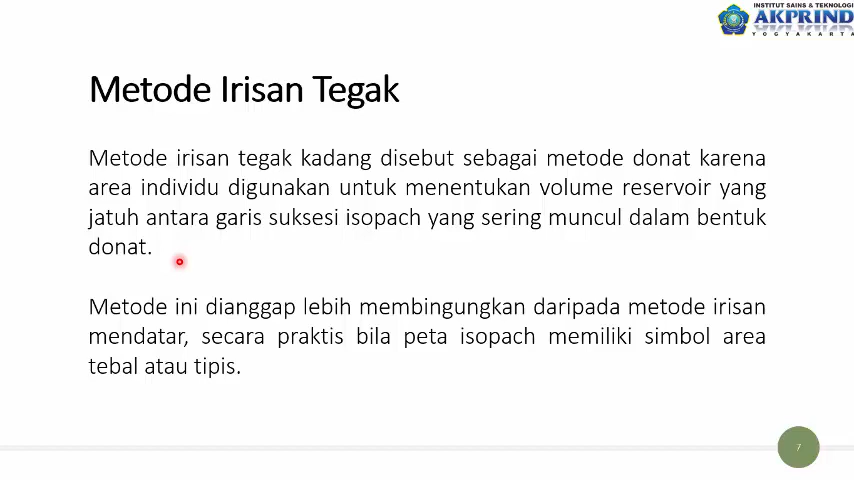 INSTITUT SAINS & TEKNOLOGI
AKPRIND
YOGYAKARTA
Metode Irisan Tegak
Metode irisan tegak kadang disebut sebagai metode donat karena
area individu digunakan untuk menentukan volume reservoir yang
jatuh antara garis suksesi isopach yang sering muncul dalam bentuk
donat.
Metode ini dianggap lebih membingungkan daripada metode irisan
mendatar, secara praktis bila peta isopach memiliki simbol area
tebal atau tipis.
7